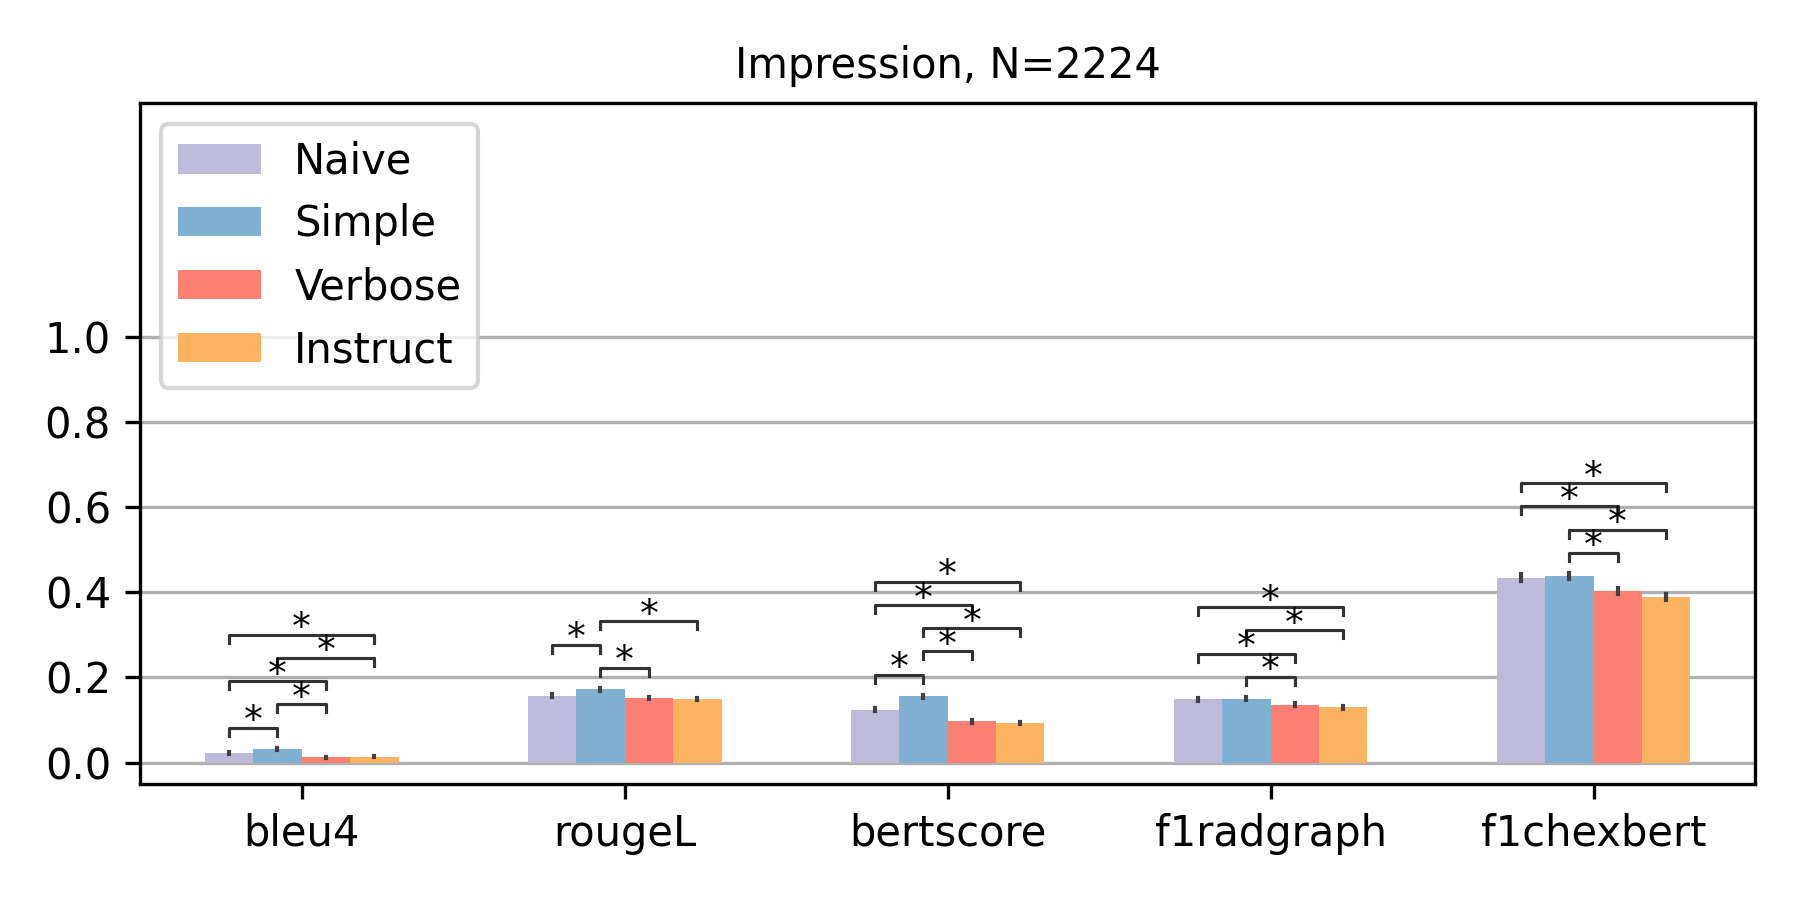 Impression, N=2224
Naive
Simple
Verbose
Instruct
1.0
0.8
0.6
0.4
0.2
0.0
* * * * *
* * *
* * * * *
* * * *
* * * *
bleu4 rougeL bertscore f1radgraph f1chexbert